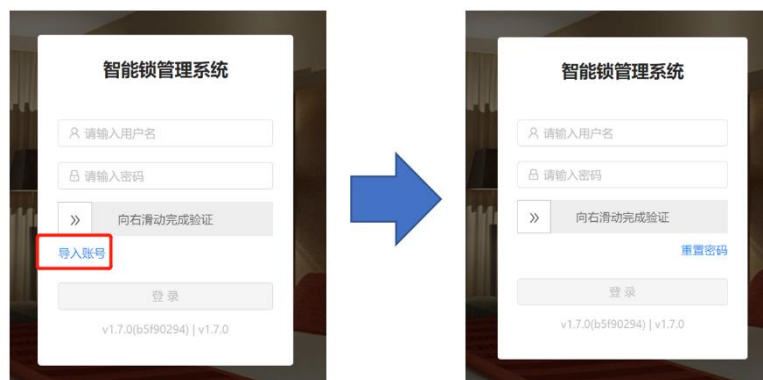 智能锁管理系统
请输入用户名
请输入密码
» 向右滑动完成验证
导入账号
登 录
v1.7.0(b5f90294) | v1.7.0
智能锁管理系统
请输入用户名
请输入密码
» 向右滑动完成验证
重置密码
登 录
v1.7.0(b5f90294) | v1.7.0